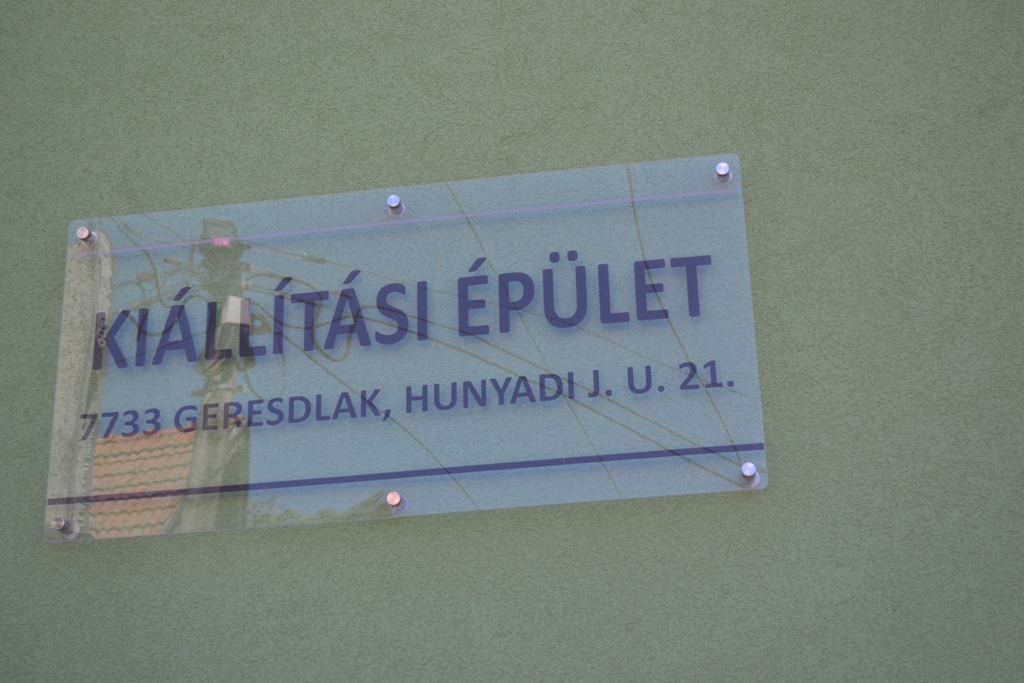 KIÁLLÍTÁSI ÉPÜLET
7733 GERESDLAK, HUNYADI J. U. 21.